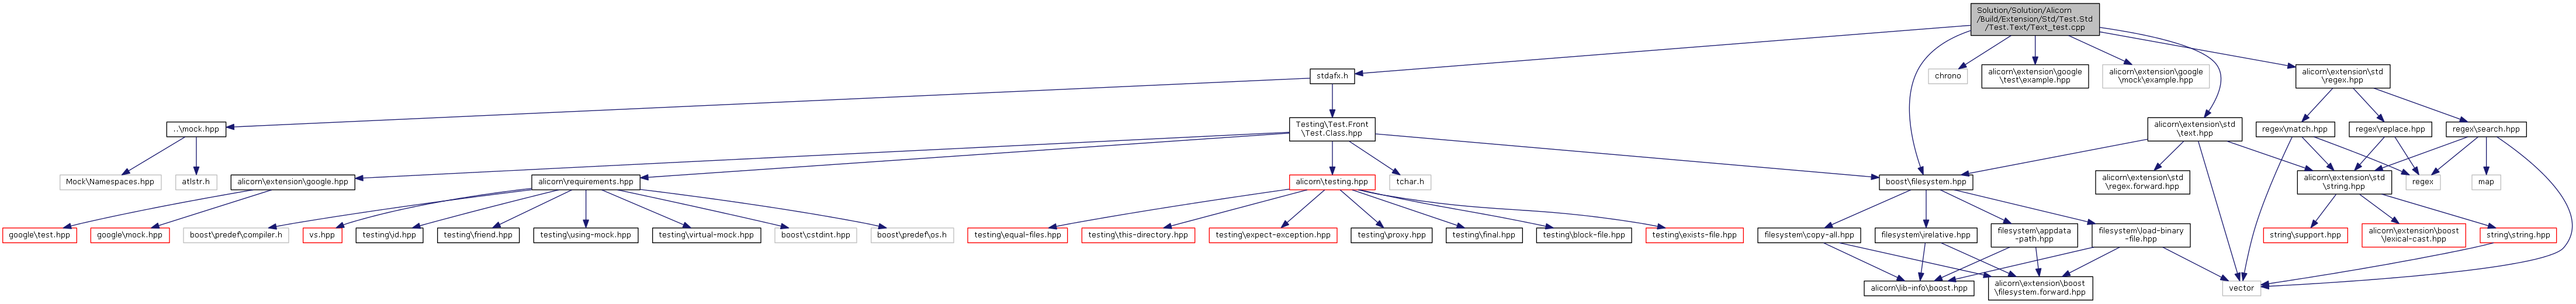 Solution/Solution/Alicorn
/Build/Extension/Std/Test.Std
/Test.Text/Text_test.cpp
stdafx.h
chrono
alicorn\extension\google
\test\example.hpp
alicorn\extension\google
\mock\example.hpp
alicorn\extension\std
\regex.hpp
..\mock.hpp
Testing\Test.Front
\Test.Class.hpp
alicorn\extension\std
\text.hpp
regex\match.hpp
regex\replace.hpp
regex\search.hpp
Mock\Namespaces.hpp
atlstr.h
alicorn\extension\google.hpp
alicorn\requirements.hpp
alicorn\testing.hpp
tchar.h
boost\filesystem.hpp
alicorn\extension\std
\regex.forward.hpp
alicorn\extension\std
\string.hpp
regex
map
google\test.hpp
google\mock.hpp
boost\predef\compiler.h
vs.hpp
testing\id.hpp
testing\friend.hpp
testing\using-mock.hpp
testing\virtual-mock.hpp
boost\cstdint.hpp
boost\predef\os.h
testing\equal-files.hpp
testing\this-directory.hpp
testing\expect-exception.hpp
testing\proxy.hpp
testing\final.hpp
testing\block-file.hpp
testing\exists-file.hpp
filesystem\copy-all.hpp
filesystem\irelative.hpp
filesystem\appdata
-path.hpp
filesystem\load-binary
-file.hpp
string\support.hpp
alicorn\extension\boost
\lexical-cast.hpp
string\string.hpp
alicorn\lib-info\boost.hpp
alicorn\extension\boost
\filesystem.forward.hpp
vector